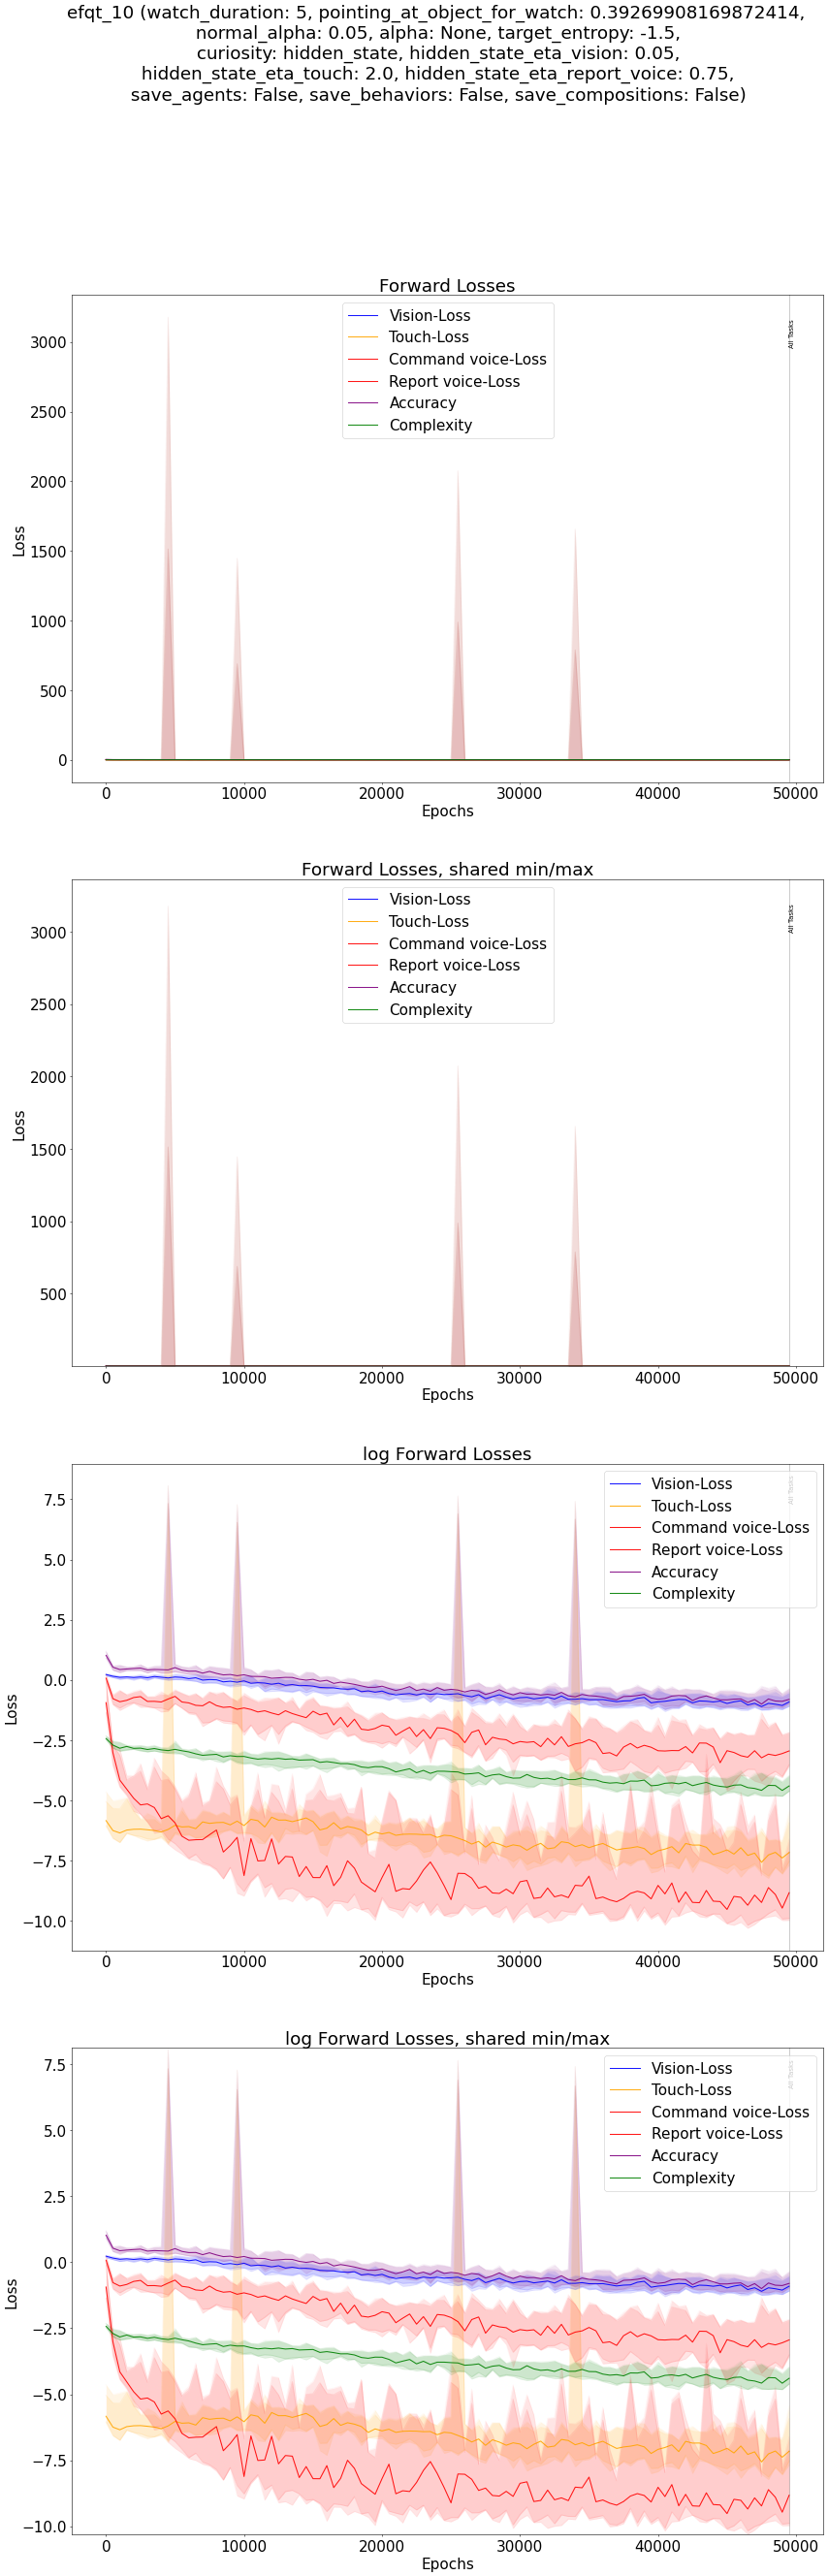 efqt_10 (watch_duration: 5, pointing_at_object_for_watch: 0.39269908169872414,
normal_alpha: 0.05, alpha: None, target_entropy: -1.5,
curiosity: hidden_state, hidden_state_eta_vision: 0.05,
hidden_state_eta_touch: 2.0, hidden_state_eta_report_voice: 0.75,
save_agents: False, save_behaviors: False, save_compositions: False)
Forward Losses
Vision-Loss
Touch-Loss
Command voice-Loss
Report voice-Loss
Accuracy
Complexity
All Tasks
3000
2500
2000
1500
1000
500
0
Loss
0 10000 20000 30000 40000 50000
Epochs
Forward Losses, shared min/max
Vision-Loss
Touch-Loss
Command voice-Loss
Report voice-Loss
Accuracy
Complexity
All Tasks
3000
2500
2000
1500
1000
500
Loss
0 10000 20000 30000 40000 50000
Epochs
log Forward Losses
Vision-Loss
Touch-Loss
Command voice-Loss
Report voice-Loss
Accuracy
Complexity
All Tasks
7.5
5.0
2.5
0.0
−2.5
−5.0
−7.5
−10.0
Loss
0 10000 20000 30000 40000 50000
Epochs
log Forward Losses, shared min/max
Vision-Loss
Touch-Loss
Command voice-Loss
Report voice-Loss
Accuracy
Complexity
All Tasks
7.5
5.0
2.5
0.0
−2.5
−5.0
−7.5
−10.0
Loss
0 10000 20000 30000 40000 50000
Epochs